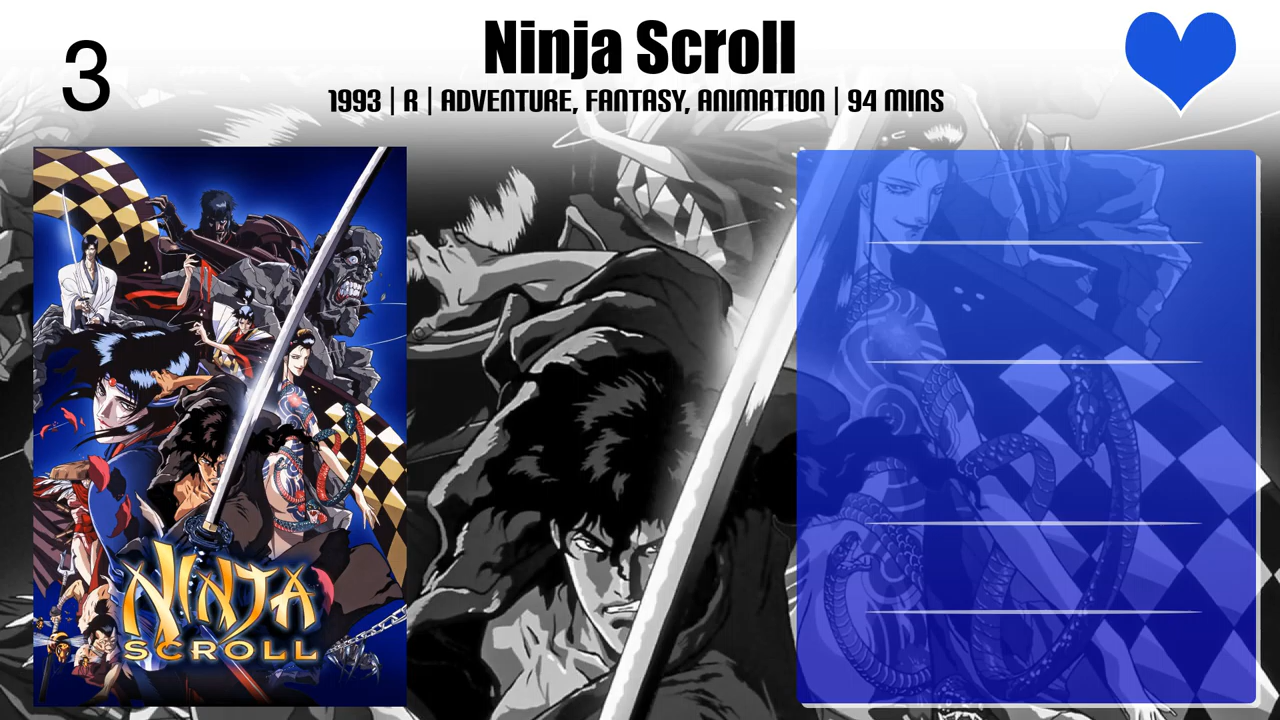 3
Ninja Scroll
1993 | R | ADVENTURE, FANTASY, ANIMATION | 94 MINS
NINJA
SCROLL